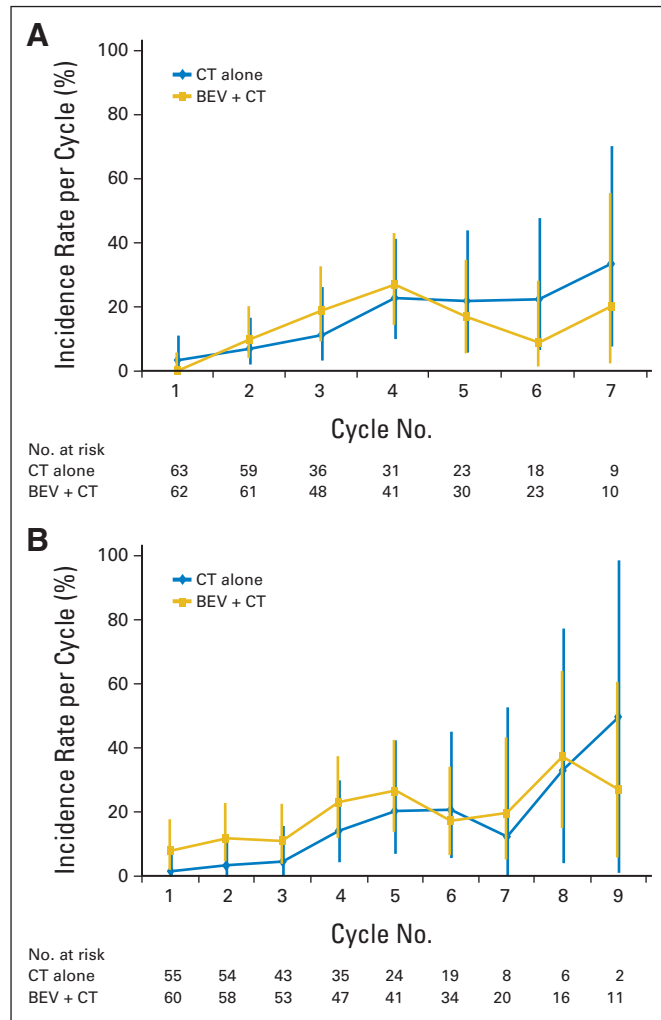 A
Incidence Rate per Cycle (%)
100
80
60
40
20
0
CT alone
BEV + CT
1 2 3 4 5 6 7
Cycle No.
No. at risk
CT alone 63 59 36 31 23 18 9
BEV + CT 62 61 48 41 30 23 10
B
Incidence Rate per Cycle (%)
100
80
60
40
20
0
CT alone
BEV + CT
1 2 3 4 5 6 7 8 9
Cycle No.
No. at risk
CT alone 55 54 43 35 24 19 8 6 2
BEV + CT 60 58 53 47 41 34 20 16 11